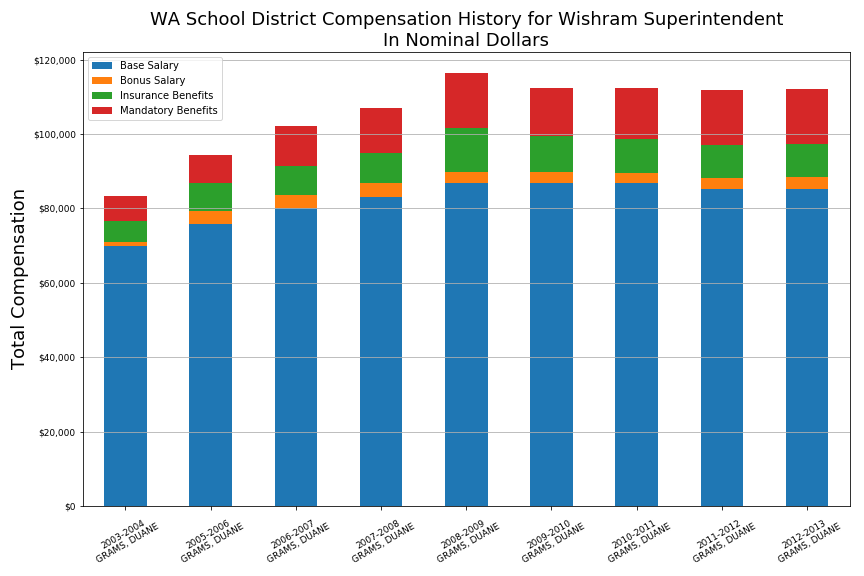 WA School District Compensation History for Wishram Superintendent
In Nominal Dollars
Base Salary
Bonus Salary
Insurance Benefits
Mandatory Benefits
Total Compensation
$120,000
$100,000
$80,000
$60,000
$40,000
$20,000
$0
2003-2004
GRAMS, DUANE
2005-2006
GRAMS, DUANE
2006-2007
GRAMS, DUANE
2007-2008
GRAMS, DUANE
2008-2009
GRAMS, DUANE
2009-2010
GRAMS, DUANE
2010-2011
GRAMS, DUANE
2011-2012
GRAMS, DUANE
2012-2013
GRAMS, DUANE